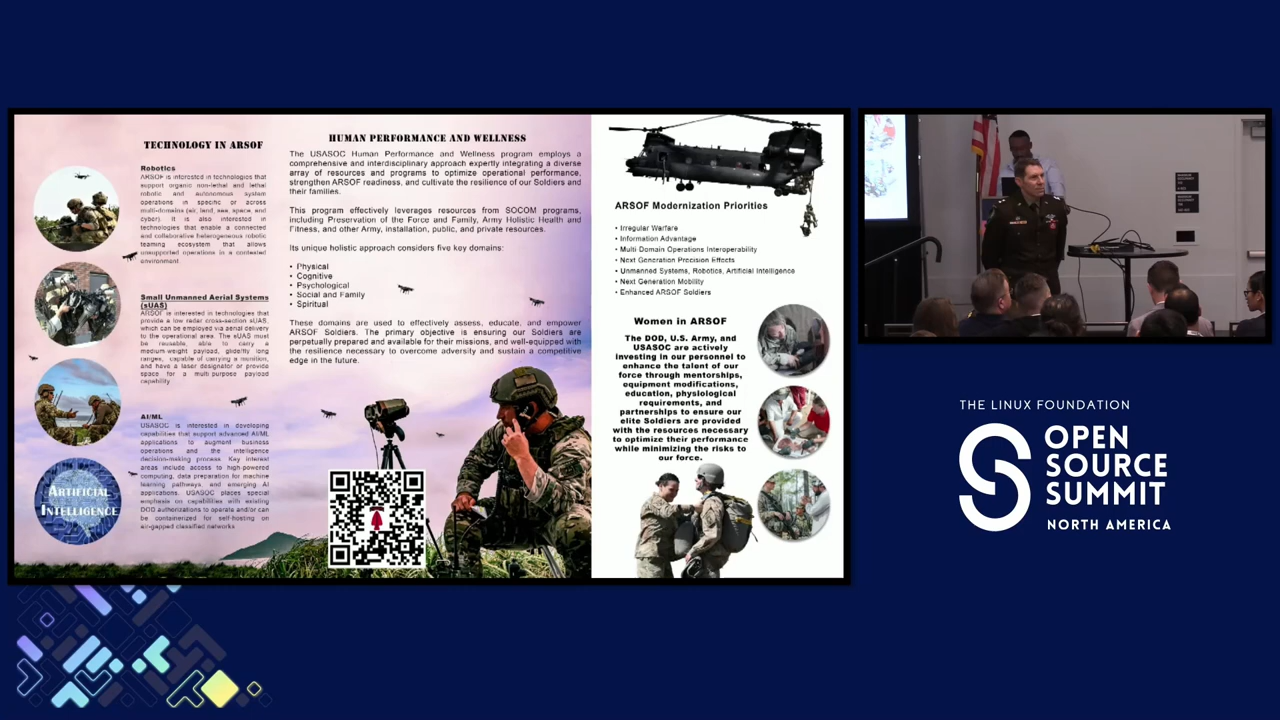 TECHNOLOGY IN ARSOF
Robotics
ARSOF is interested in technologies that
support organic non-lethal and lethal
robotic and autonomous system
operations in specific or across
multi-domains (air, land, sea, space, and
cyber). It is also interested in
technologies that enable a connected
and collaborative heterogeneous robotic
teaming ecosystem that allows
unsupported operations in a contested
environment
Small Unmanned Aerial Systems
(sUAS)
ARSOF is interested in technologies that
provide a low radar cross-section sUAS,
which can be employed via aerial delivery
to the operational area. The sUAS must
be reusable, able to carry a
medium-weight payload, glide/fly long
ranges, capable of carrying a munition,
and have a laser designator or provide
space for a multi-purpose payload
capability
AI/ML
USASOC is interested in developing
capabilities that support advanced AI/ML
applications to augment business
operations and the intelligence
decision-making process. Key interest
areas include access to high-powered
computing, data preparation for machine
learning pathways, and emerging AI
applications. USASOC places special
emphasis on capabilities with existing
DOD authorizations to operate and/or can
be containerized for self-hosting on
air-gapped classified networks
ARTIFICIAL
INTELLIGENCE
HUMAN PERFORMANCE AND WELLNESS
The USASOC Human Performance and Wellness program employs a
comprehensive and interdisciplinary approach expertly integrating a diverse
array of resources and programs to optimize operational performance,
strengthen ARSOF readiness, and cultivate the resilience of our Soldiers and
their families.
This program effectively leverages resources from SOCOM programs,
including Preservation of the Force and Family, Army Holistic Health and
Fitness, and other Army, installation, public, and private resources.
Its unique holistic approach considers five key domains:
• Physical
• Cognitive
• Psychological
• Social and Family
• Spiritual
These domains are used to effectively assess, educate, and empower
ARSOF Soldiers. The primary objective is ensuring our Soldiers are
perpetually prepared and available for their missions, and well-equipped with
the resilience necessary to overcome adversity and sustain a competitive
edge in the future.
ARSOF Modernization Priorities
• Irregular Warfare
• Information Advantage
• Multi-Domain Operations Interoperability
• Next Generation Precision Effects
• Unmanned Systems, Robotics, Artificial Intelligence
• Next Generation Mobility
• Enhanced ARSOF Soldiers
Women in ARSOF
The DOD, U.S. Army, and
USASOC are actively
investing in our personnel to
enhance the talent of our
force through mentorships,
equipment modifications,
education, physiological
requirements, and
partnerships to ensure our
elite Soldiers are provided
with the resources necessary
to optimize their performance
while minimizing the risks to
our force.
THE LINUX FOUNDATION
OPEN
SOURCE
SUMMIT
NORTH AMERICA